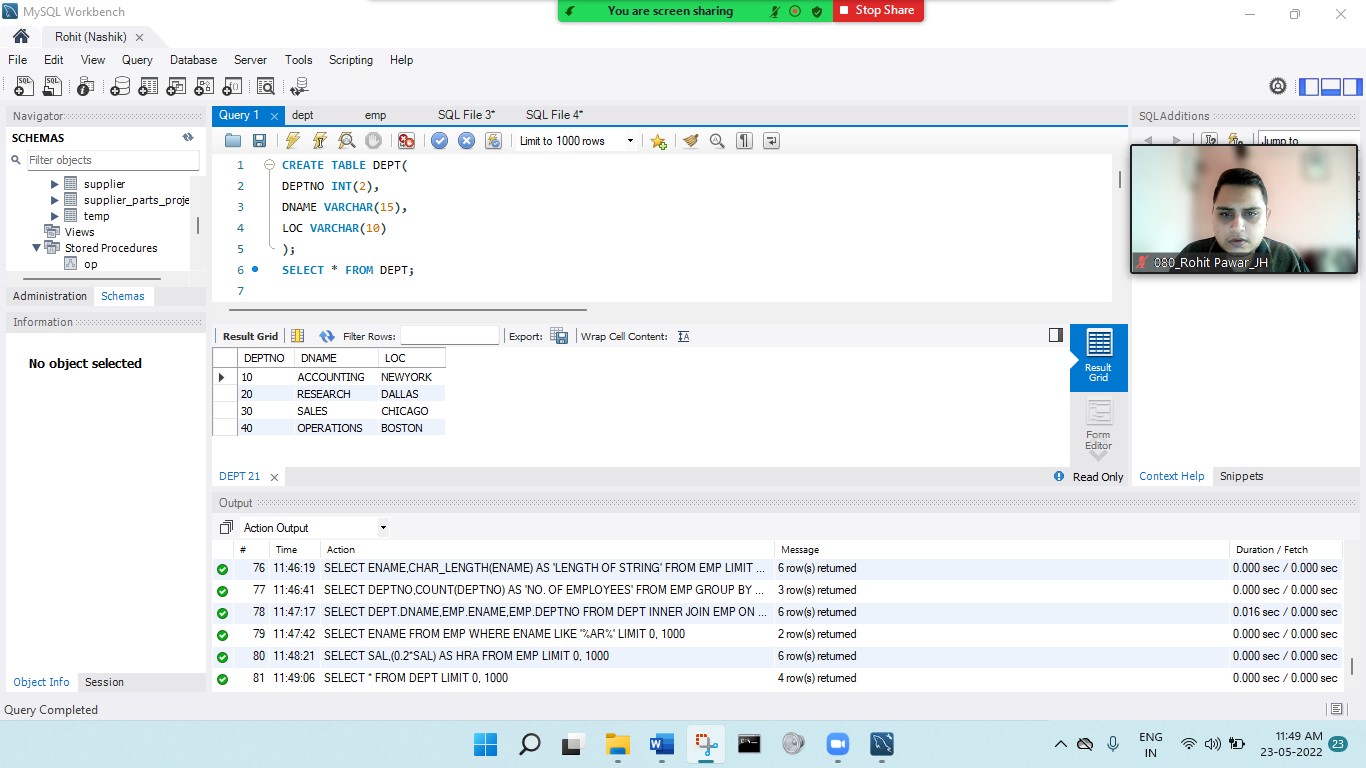 MySQL Workbench
You are screen sharing
Stop Share
Rohit (Nashik)
File Edit View Query Database Server Tools Scripting Help
Navigator
SCHEMAS
Filter objects
supplier
supplier_parts_proje
temp
Views
Stored Procedures
op
Administration Schemas
Information
No object selected
Object Info Session
Query 1 dept emp SQL File 3* SQL File 4*
Limit to 1000 rows
1 CREATE TABLE DEPT(
2 DEPTNO INT(2),
3 DNAME VARCHAR(15),
4 LOC VARCHAR(10)
5 );
6 SELECT * FROM DEPT;
7
Result Grid Filter Rows: Export: Wrap Cell Content:
DEPTNO DNAME LOC
10 ACCOUNTING NEWYORK
20 RESEARCH DALLAS
30 SALES CHICAGO
40 OPERATIONS BOSTON
Result
Grid
Form
Editor
DEPT 21
Read Only
SQLAdditions
Jump to
080_Rohit Pawar_JH
Context Help Snippets
Output
Action Output
# Time Action Message Duration / Fetch
76 11:46:19 SELECT ENAME,CHAR_LENGTH(ENAME) AS 'LENGTH OF STRING' FROM EMP LIMIT ... 6 row(s) returned 0.000 sec / 0.000 sec
77 11:46:41 SELECT DEPTNO,COUNT(DEPTNO) AS 'NO. OF EMPLOYEES' FROM EMP GROUP BY ... 3 row(s) returned 0.000 sec / 0.000 sec
78 11:47:17 SELECT DEPT.DNAME,EMP.ENAME,EMP.DEPTNO FROM DEPT INNER JOIN EMP ON ... 6 row(s) returned 0.016 sec / 0.000 sec
79 11:47:42 SELECT ENAME FROM EMP WHERE ENAME LIKE '%AR%' LIMIT 0, 1000 2 row(s) returned 0.000 sec / 0.000 sec
80 11:48:21 SELECT SAL,(0.2*SAL) AS HRA FROM EMP LIMIT 0, 1000 6 row(s) returned 0.000 sec / 0.000 sec
81 11:49:06 SELECT * FROM DEPT LIMIT 0, 1000 4 row(s) returned 0.000 sec / 0.000 sec
Query Completed
ENG
IN
11:49 AM
23-05-2022
23